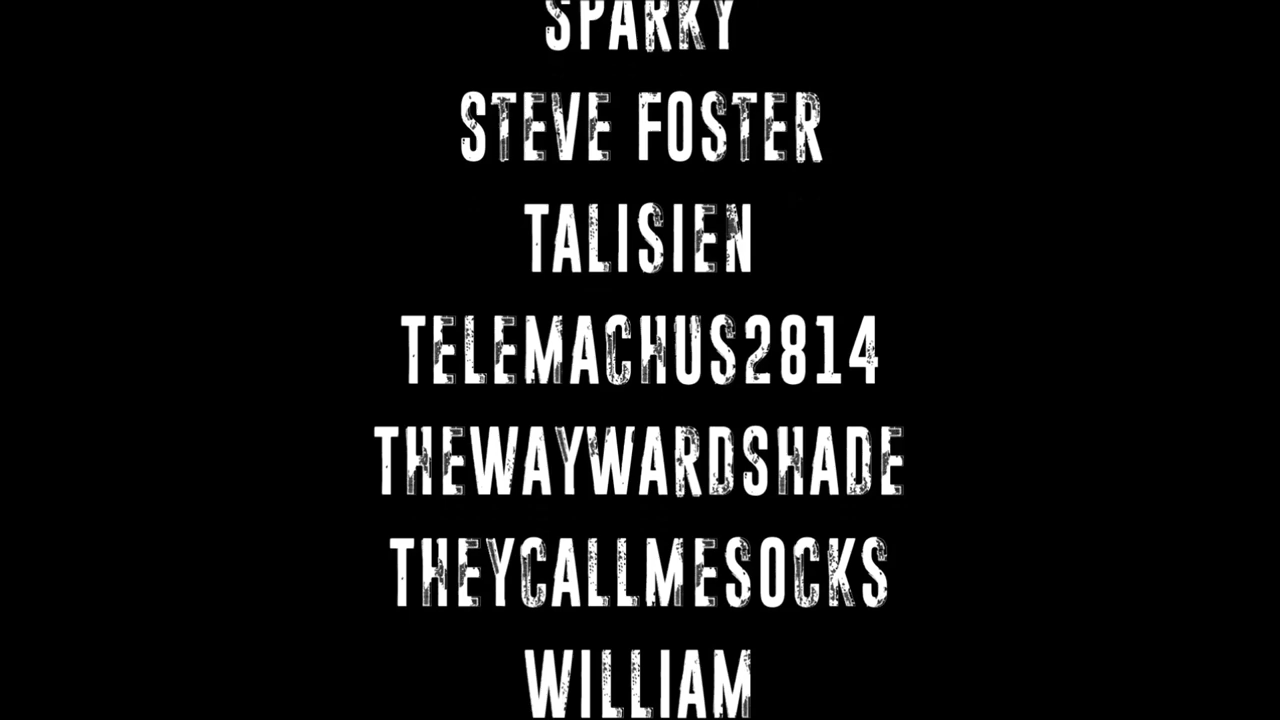 SPARKY
STEVE FOSTER
TALISIEN
TELEMACHUS2814
THEWAYWARDSHADE
THEYCALLMESOCKS
WILLIAM